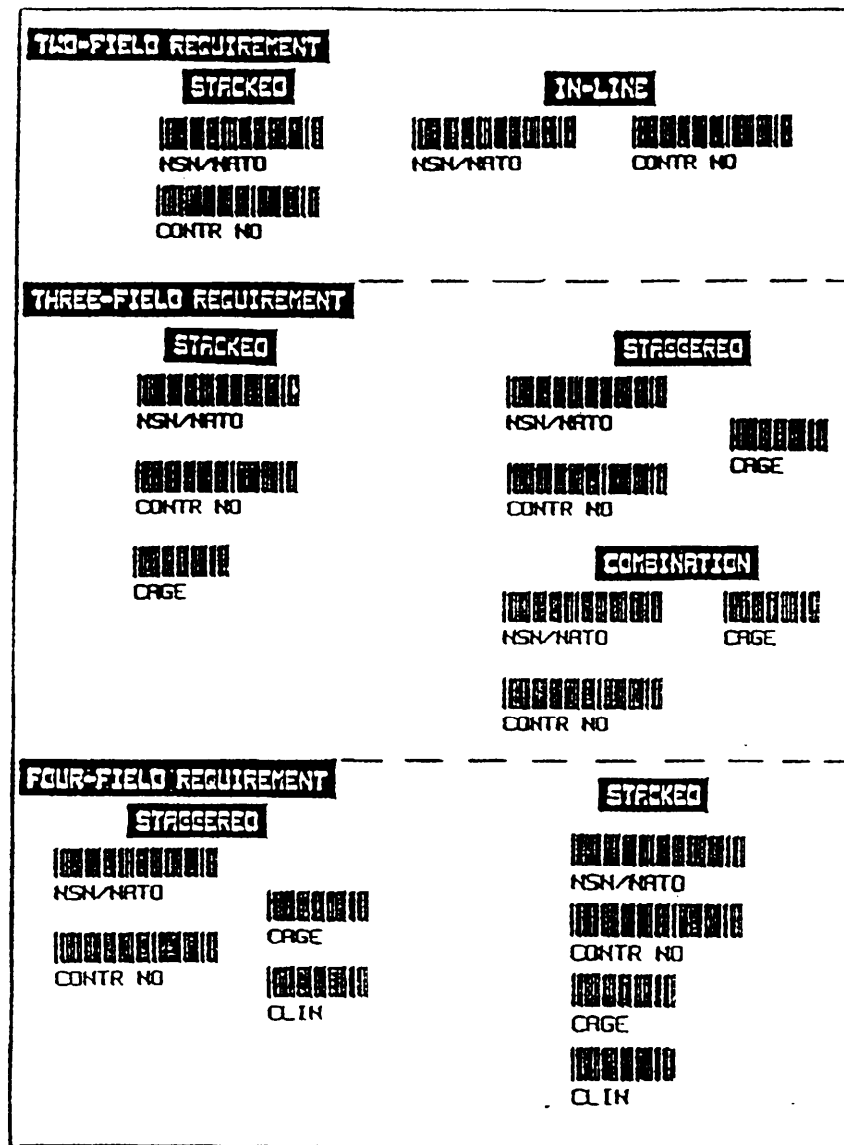 TWO-FIELD REQUIREMENT
STACKED
IN-LINE
NSN/NATO
NSN/NATO
CONTR NO
CONTR NO
THREE-FIELD REQUIREMENT
STACKED
STAGGERED
NSN/NATO
NSN/NATO
CAGE
CONTR NO
CONTR NO
COMBINATION
CAGE
NSN/NATO
CAGE
CONTR NO
FOUR-FIELD REQUIREMENT
STACKED
STAGGERED
NSN/NATO
NSN/NATO
CAGE
CONTR NO
CONTR NO
CLIN
CAGE
CLIN